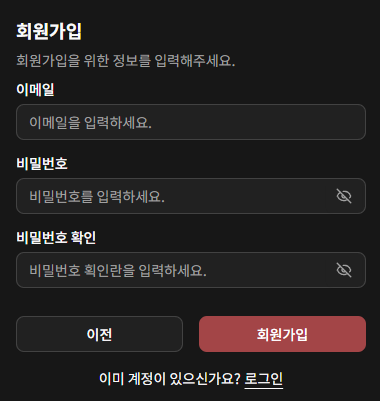 회원가입
회원가입을 위한 정보를 입력해주세요.
이메일
이메일을 입력하세요.
비밀번호
비밀번호를 입력하세요.
비밀번호 확인
비밀번호 획인란을 입력하세요.
이전
회원가입
이미 계정이 있으신가요? 로그인